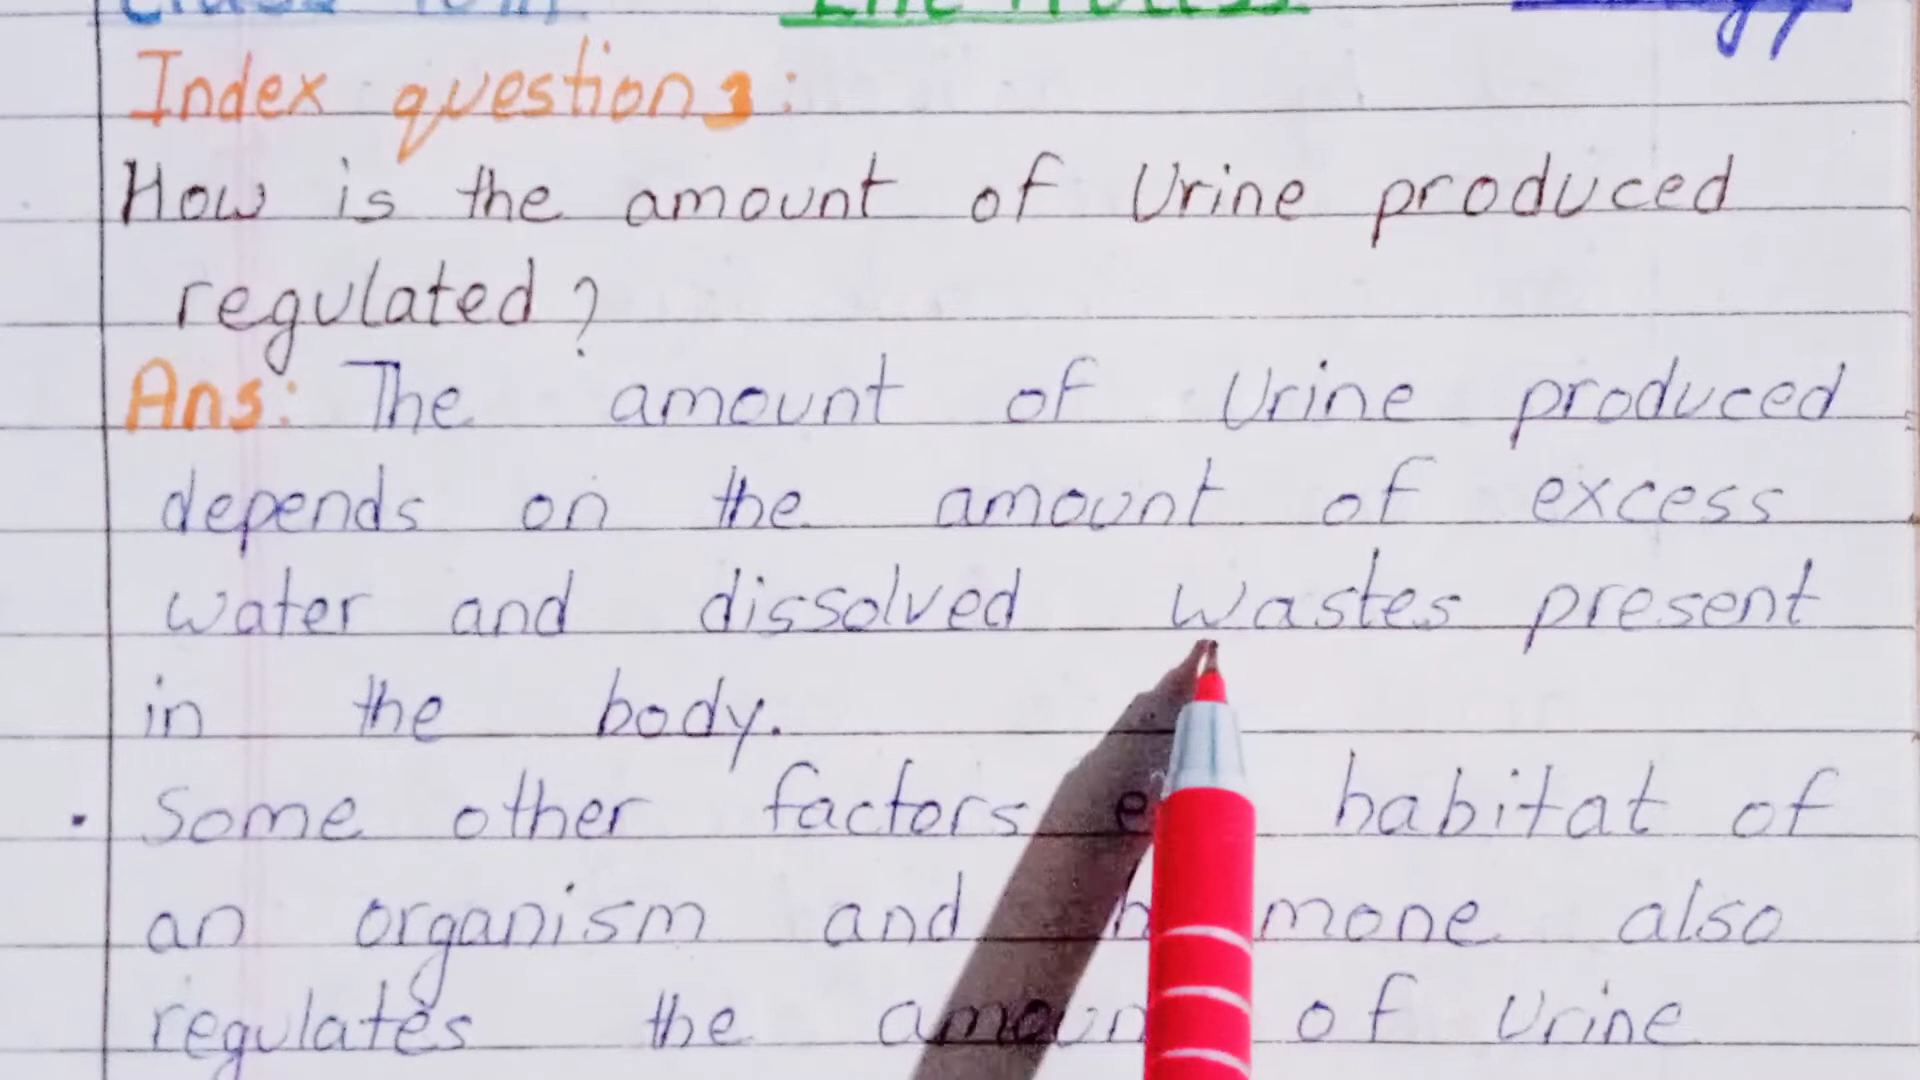 Index question 3:
How is the amount of Urine produced
regulated?
Ans: The amount of Urine produced
depends on the amount of excess
water and dissolved wastes present
in the body.
. Some other factors habitat of
an organism and also
regulates the of Urine